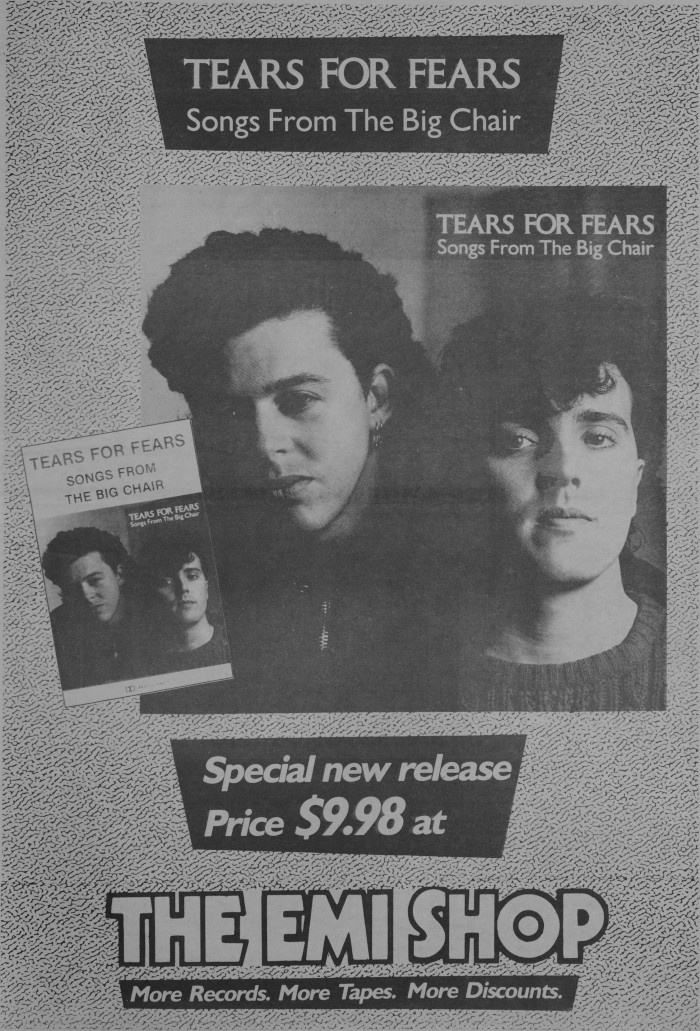 TEARS FOR FEARS
Songs From The Big Chair
TEARS FOR FEARS
Songs From The Big Chair
TEARS FOR FEARS
SONGS FROM
THE BIG CHAIR
TEARS FOR FEARS
Songs From The Big Chair
Special new release
Price $9.98 at
THE EMI SHOP
More Records. More Tapes. More Discounts.